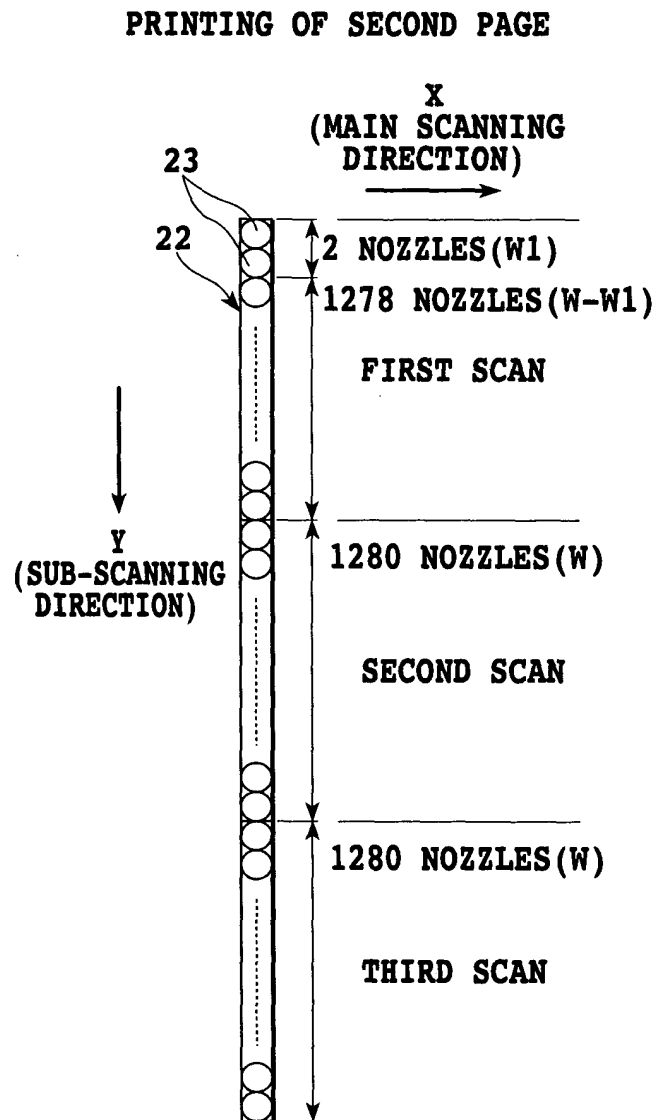 PRINTING OF SECOND PAGE
X
(MAIN SCANNING
DIRECTION)
23
22
2 NOZZLES(W1)
1278 NOZZLES(W-W1)
FIRST SCAN
Y
(SUB-SCANNING
DIRECTION)
1280 NOZZLES(W)
SECOND SCAN
1280 NOZZLES(W)
THIRD SCAN